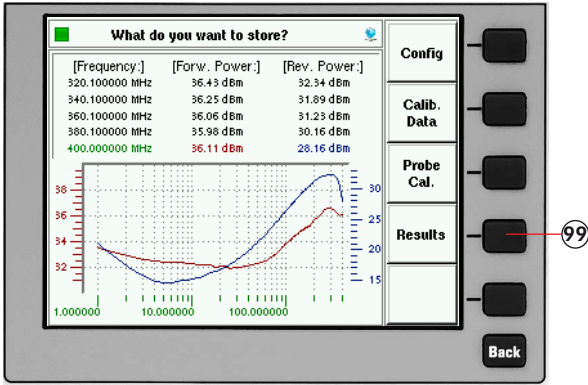 What do you want to store?
[Frequency:] [Forw. Power:] [Rev. Power:]
320.100000 MHz 36.43 dBm 32.34 dBm
340.100000 MHz 36.25 dBm 31.89 dBm
360.100000 MHz 36.06 dBm 31.23 dBm
380.100000 MHz 35.98 dBm 30.16 dBm
400.000000 MHz 36.11 dBm 28.16 dBm
38
36
34
32
30
25
20
15
1.000000 10.000000 100.000000
Config
Calib.
Data
Probe
Cal.
Results
99
Back